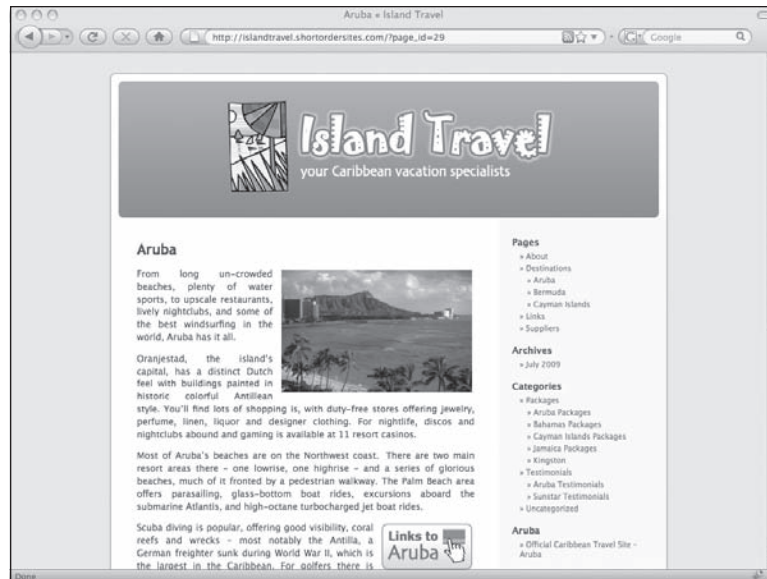 Aruba « Island Travel
http://islandtravel.shortordersites.com/?page_id=29
Google
Island Travel
your Caribbean vacation specialists
Aruba
From long un-crowded
beaches, plenty of water
sports, to upscale restaurants,
lively nightclubs, and some of
the best windsurfing in the
world, Aruba has it all.
Oranjestad, the island's
capital, has a distinct Dutch
feel with buildings painted in
historic colorful Antillean
style. You'll find lots of shopping is, with duty-free stores offering jewelry,
perfume, linen, liquor and designer clothing. For nightlife, discos and
nightclubs abound and gaming is available at 11 resort casinos.
Most of Aruba's beaches are on the Northwest coast. There are two main
resort areas there - one lowrise, one highrise - and a series of glorious
beaches, much of it fronted by a pedestrian walkway. The Palm Beach area
offers parasailing, glass-bottom boat rides, excursions aboard the
submarine Atlantis, and high-octane turbocharged jet boat rides.
Scuba diving is popular, offering good visibility, coral
reefs and wrecks - most notably the Antilla, a
German freighter sunk during World War II, which is
the largest in the Caribbean. For golfers there is
Links to
Aruba
Pages
» About
» Destinations
» Aruba
» Bermuda
» Cayman Islands
» Links
» Suppliers
Archives
» July 2009
Categories
» Packages
» Aruba Packages
» Bahamas Packages
» Cayman Islands Packages
» Jamaica Packages
» Kingston
» Testimonials
» Aruba Testimonials
» Sunstar Testimonials
» Uncategorized
Aruba
» Official Caribbean Travel Site -
Aruba
Done